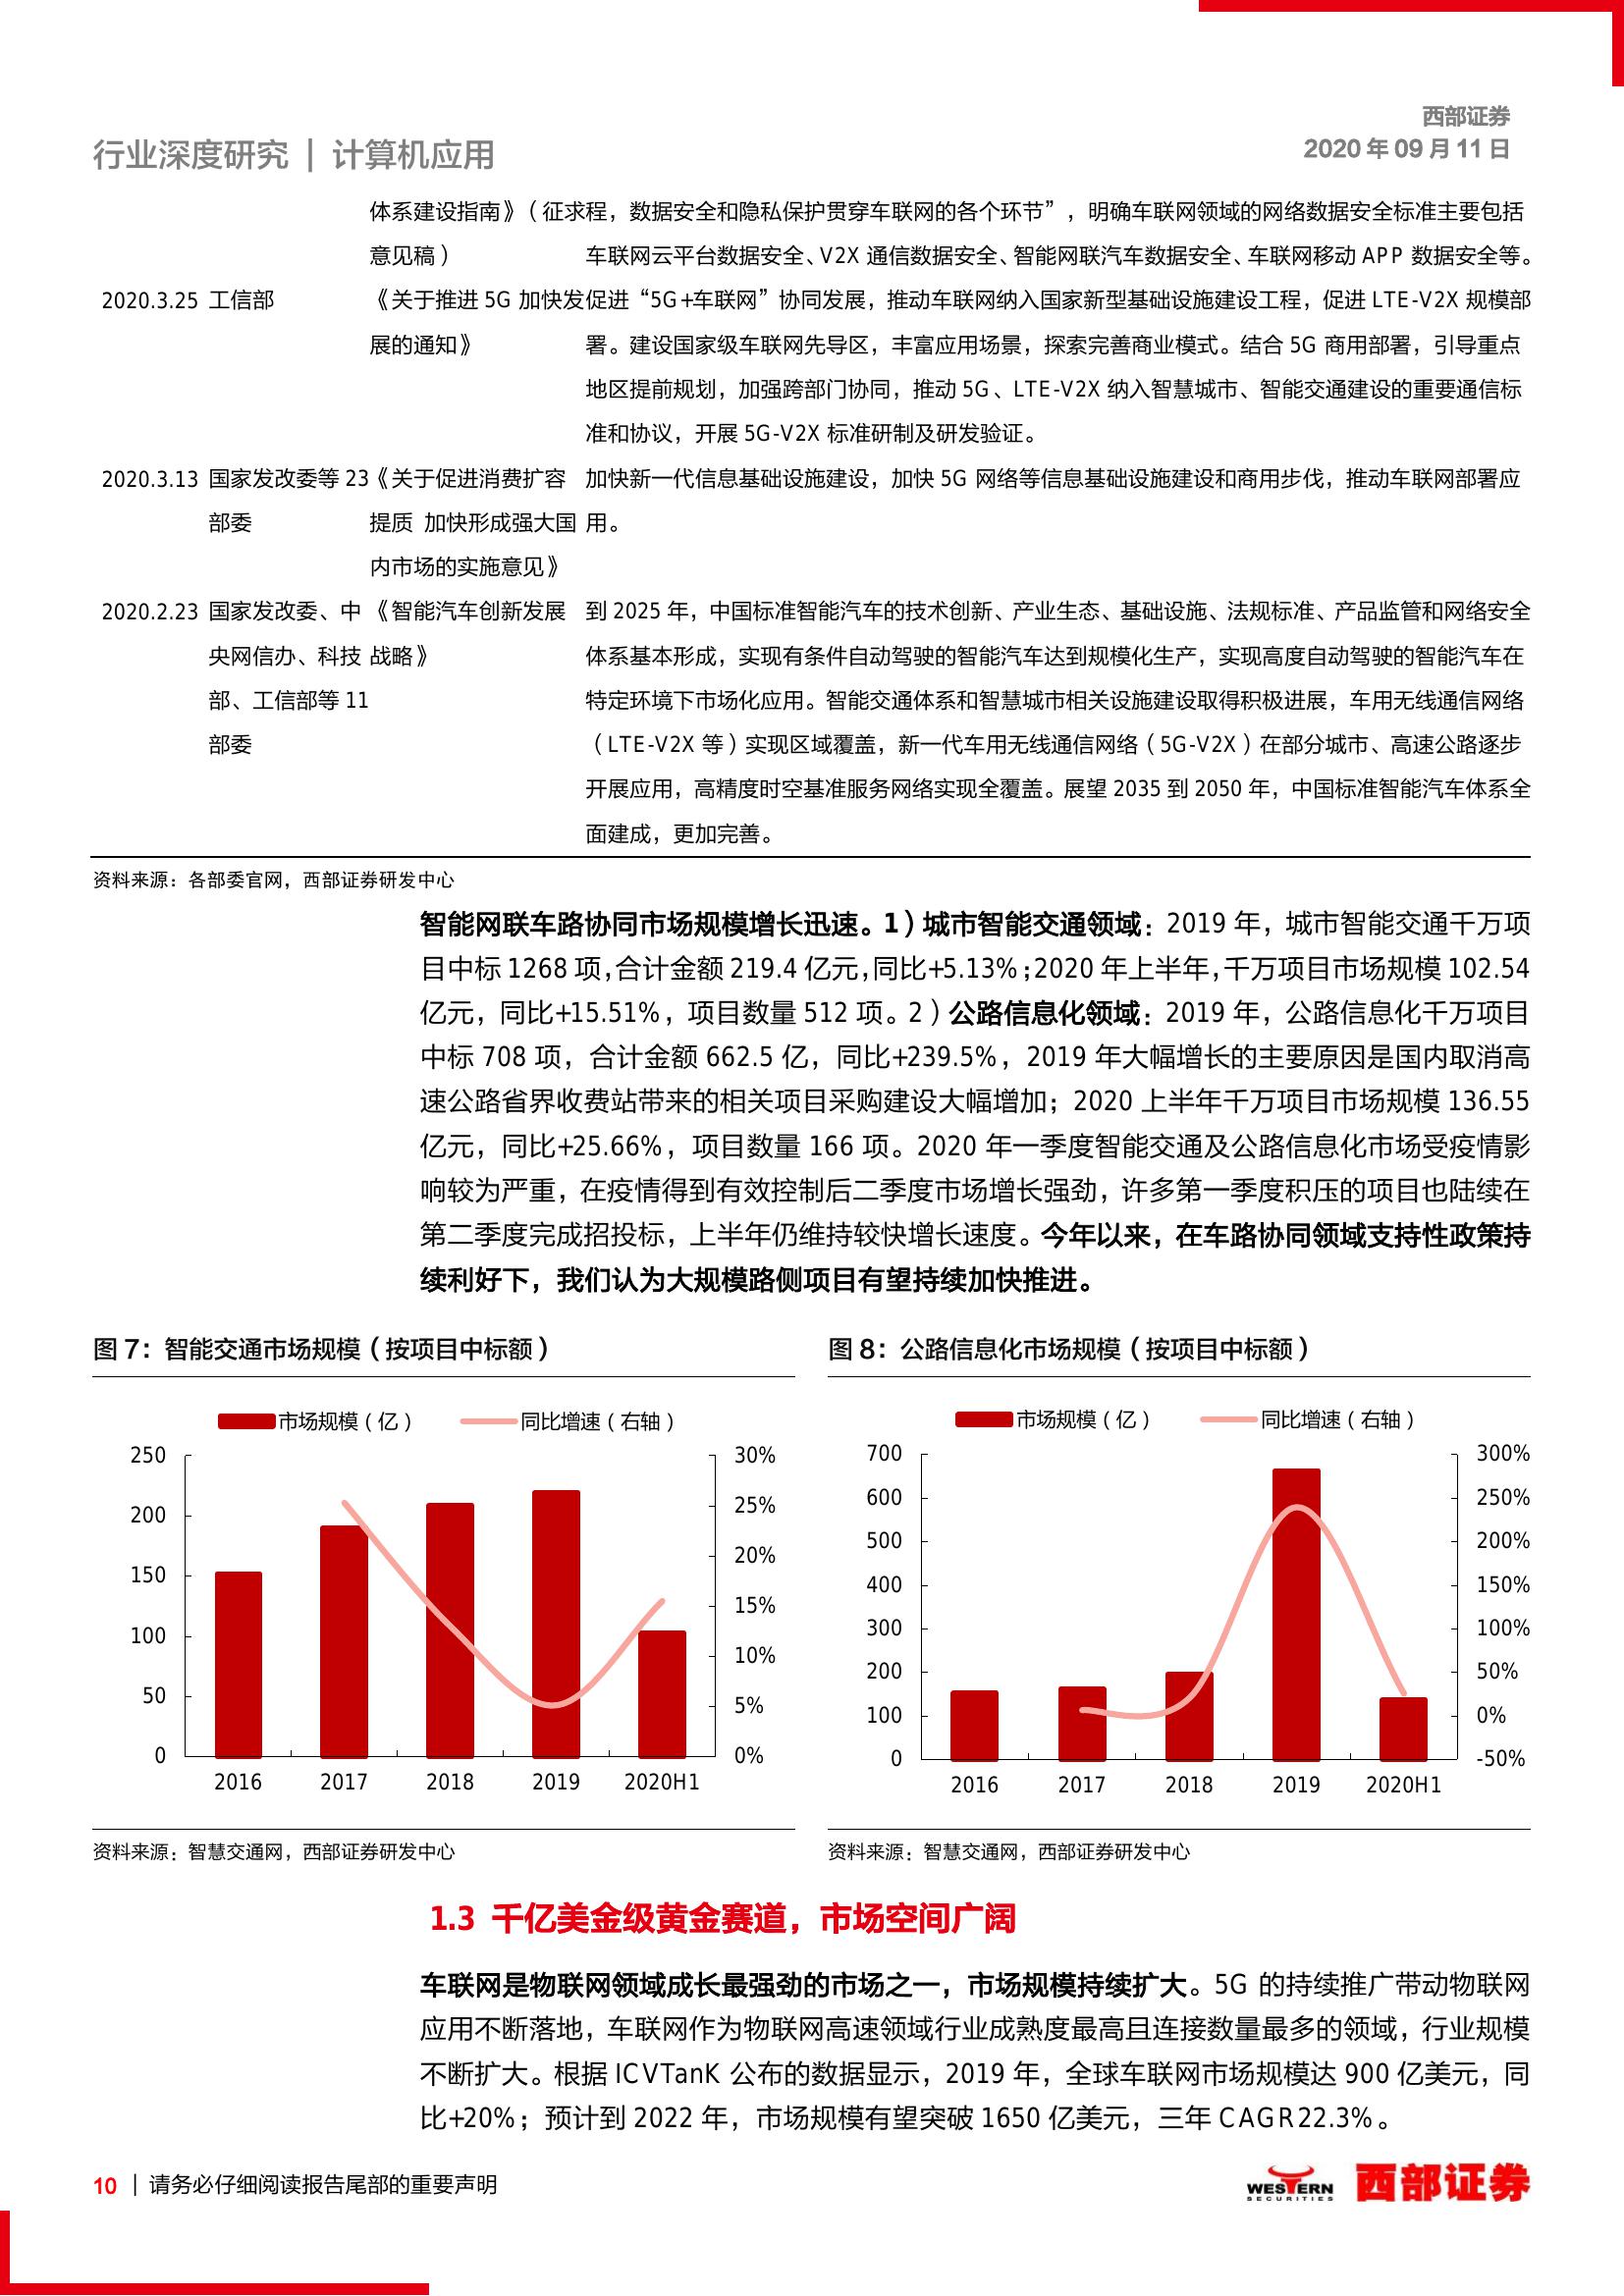 西部证券
行业深度研究 | 计算机应用
2020 年 09 月 11 日
体系建设指南》（征求程，数据安全和隐私保护贯穿车联网的各个环节”，明确车联网领域的网络数据安全标准主要包括
意见稿）
车联网云平台数据安全、V2X 通信数据安全、智能网联汽车数据安全、车联网移动 APP 数据安全等。
2020.3.25 工信部
《关于推进 5G 加快发
展的通知》
促进“5G+车联网”协同发展，推动车联网纳入国家新型基础设施建设工程，促进 LTE-V2X 规模部
署。建设国家级车联网先导区，丰富应用场景，探索完善商业模式。结合 5G 商用部署，引导重点
地区提前规划，加强跨部门协同，推动 5G、LTE-V2X 纳入智慧城市、智能交通建设的重要通信标
准和协议，开展 5G-V2X 标准研制及研发验证。
2020.3.13 国家发改委等 23
部委
《关于促进消费扩容
提质 加快形成强大国
内市场的实施意见》
加快新一代信息基础设施建设，加快 5G 网络等信息基础设施建设和商用步伐，推动车联网部署应
用。
2020.2.23 国家发改委、中
央网信办、科技
部、工信部等 11
部委
《智能汽车创新发展
战略》
到 2025 年，中国标准智能汽车的技术创新、产业生态、基础设施、法规标准、产品监管和网络安全
体系基本形成，实现有条件自动驾驶的智能汽车达到规模化生产，实现高度自动驾驶的智能汽车在
特定环境下市场化应用。智能交通体系和智慧城市相关设施建设取得积极进展，车用无线通信网络
（LTE-V2X 等）实现区域覆盖，新一代车用无线通信网络（5G-V2X）在部分城市、高速公路逐步
开展应用，高精度时空基准服务网络实现全覆盖。展望 2035 到 2050 年，中国标准智能汽车体系全
面建成，更加完善。
资料来源：各部委官网，西部证券研发中心
智能网联车路协同市场规模增长迅速。1）城市智能交通领域：2019 年，城市智能交通千万项
目中标 1268 项,合计金额 219.4 亿元,同比+5.13%；2020 年上半年,千万项目市场规模 102.54
亿元，同比+15.51%，项目数量 512 项。2）公路信息化领域：2019 年，公路信息化千万项目
中标 708 项，合计金额 662.5 亿，同比+239.5%，2019 年大幅增长的主要原因是国内取消高
速公路省界收费站带来的相关项目采购建设大幅增加；2020 上半年千万项目市场规模 136.55
亿元，同比+25.66%，项目数量 166 项。2020 年一季度智能交通及公路信息化市场受疫情影
响较为严重，在疫情得到有效控制后二季度市场增长强劲，许多第一季度积压的项目也陆续在
第二季度完成招投标，上半年仍维持较快增长速度。今年以来，在车路协同领域支持性政策持
续利好下，我们认为大规模路侧项目有望持续加快推进。
图 7：智能交通市场规模（按项目中标额）
市场规模（亿） 同比增速（右轴）
250 30%
25%
200
20%
150
15%
100
10%
50
5%
0 0%
2016 2017 2018 2019 2020H1
资料来源：智慧交通网，西部证券研发中心
图 8：公路信息化市场规模（按项目中标额）
市场规模（亿） 同比增速（右轴）
700 300%
600 250%
500 200%
400 150%
300 100%
200 50%
100 0%
0 -50%
2016 2017 2018 2019 2020H1
资料来源：智慧交通网，西部证券研发中心
1.3 千亿美金级黄金赛道，市场空间广阔
车联网是物联网领域成长最强劲的市场之一，市场规模持续扩大。5G 的持续推广带动物联网
应用不断落地，车联网作为物联网高速领域行业成熟度最高且连接数量最多的领域，行业规模
不断扩大。根据 ICVTanK 公布的数据显示，2019 年，全球车联网市场规模达 900 亿美元，同
比+20%；预计到 2022 年，市场规模有望突破 1650 亿美元，三年 CAGR22.3%。
10 | 请务必仔细阅读报告尾部的重要声明
WESTERN
SECURITIES
西部证券